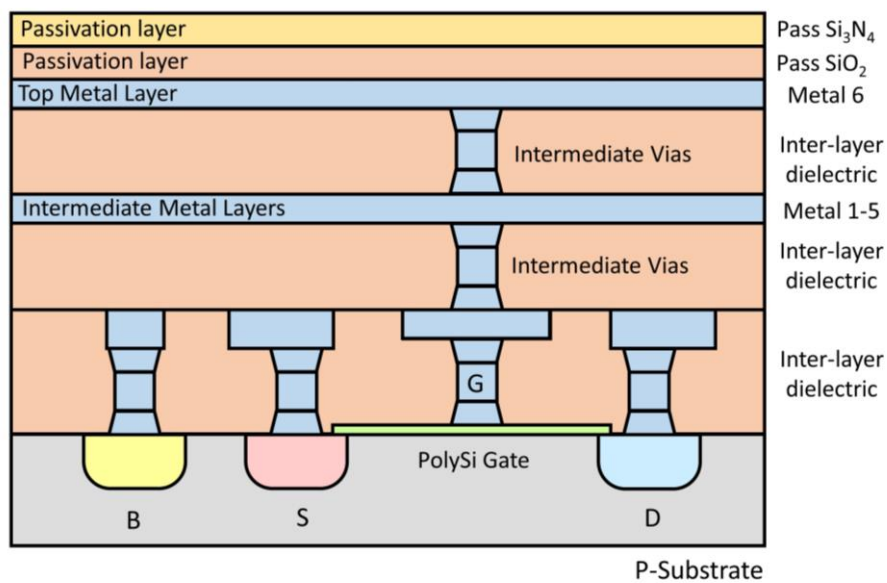 Passivation layer
Pass Si₃N₄
Passivation layer
Pass SiO₂
Top Metal Layer
Metal 6
Intermediate Vias
Inter-layer
dielectric
Intermediate Metal Layers
Metal 1-5
Intermediate Vias
Inter-layer
dielectric
G
Inter-layer
dielectric
PolySi Gate
B
S
D
P-Substrate